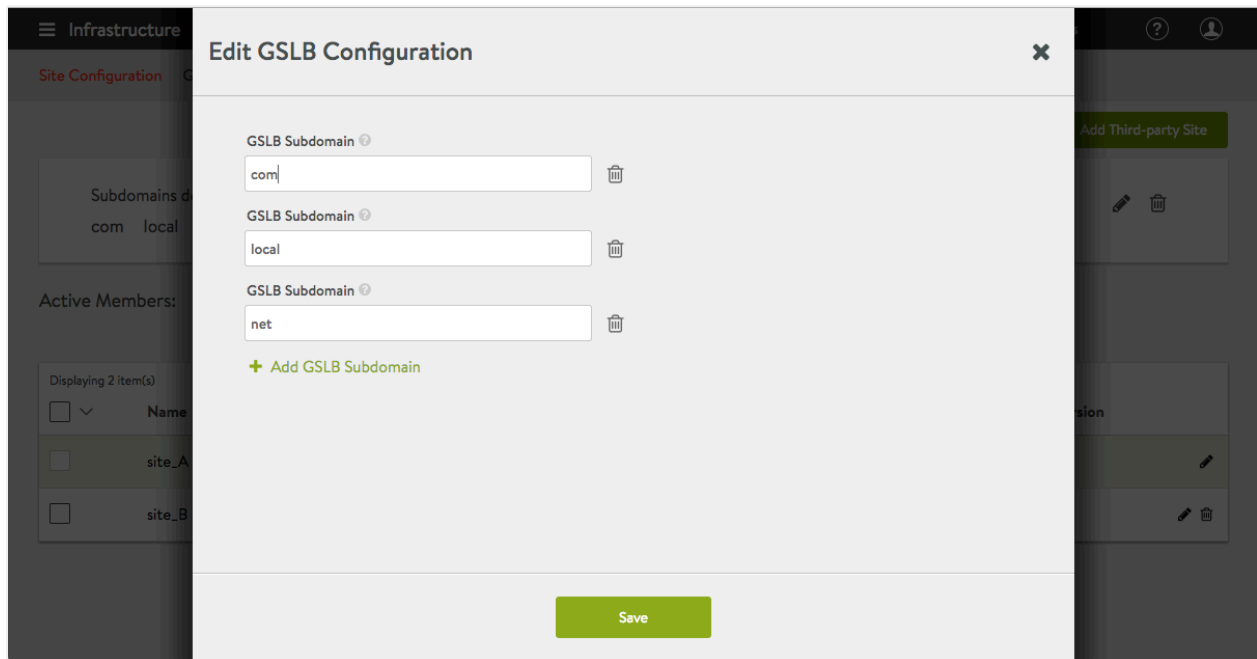 Infrastructure
Edit GSLB Configuration
Site Configuration
GSLB Subdomain
Add Third-party Site
com
Subdomains
GSLB Subdomain
com local
local
GSLB Subdomain
Active Members:
net
+ Add GSLB Subdomain
Displaying 2 item(s)
Name
site_A
site_B
Save